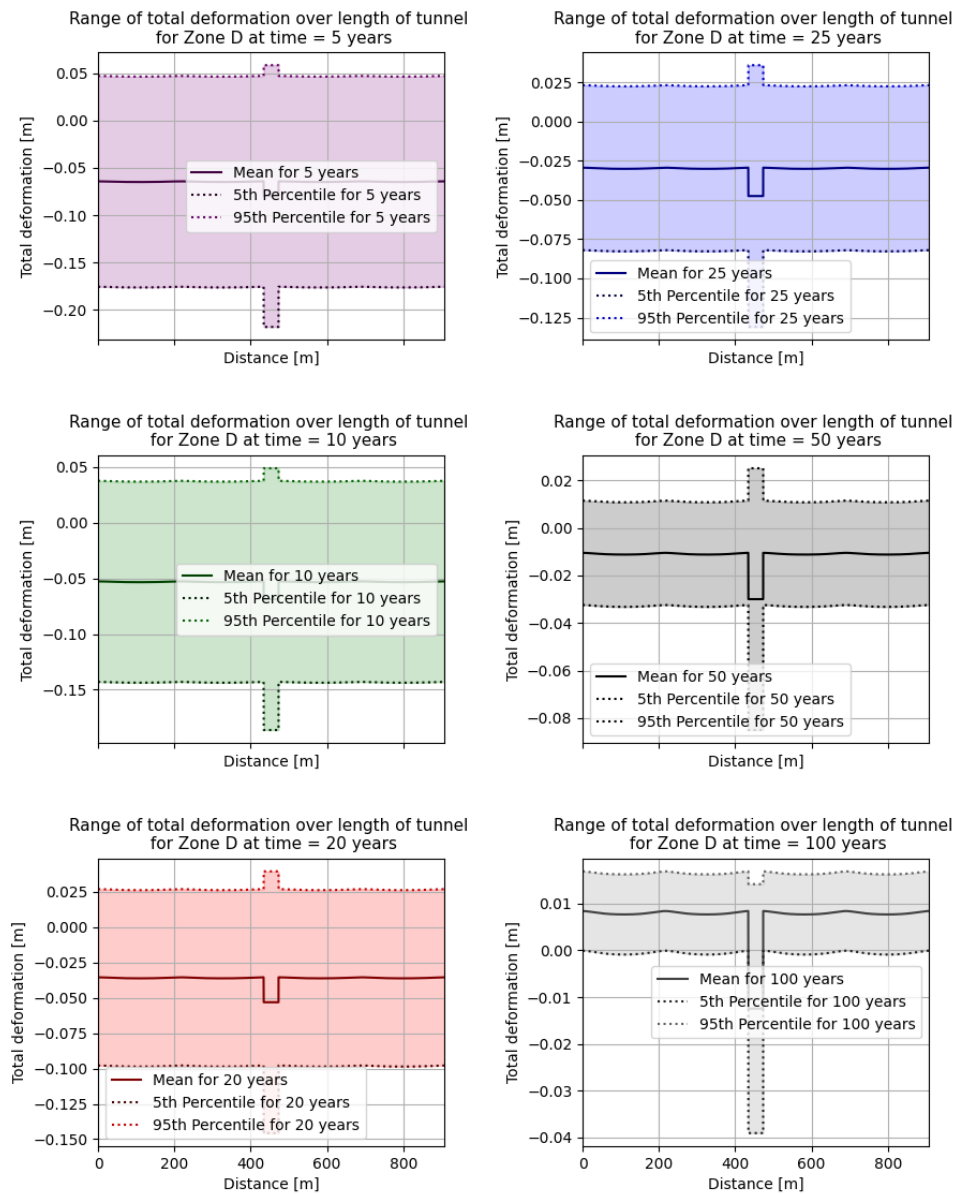 Range of total deformation over length of tunnel
for Zone D at time = 5 years
0.05
0.00
−0.05
−0.10
−0.15
−0.20
Total deformation [m]
Mean for 5 years
5th Percentile for 5 years
95th Percentile for 5 years
Distance [m]
Range of total deformation over length of tunnel
for Zone D at time = 25 years
0.025
0.000
−0.025
−0.050
−0.075
−0.100
−0.125
Total deformation [m]
Mean for 25 years
5th Percentile for 25 years
95th Percentile for 25 years
Distance [m]
Range of total deformation over length of tunnel
for Zone D at time = 10 years
0.05
0.00
−0.05
−0.10
−0.15
Total deformation [m]
Mean for 10 years
5th Percentile for 10 years
95th Percentile for 10 years
Distance [m]
Range of total deformation over length of tunnel
for Zone D at time = 50 years
0.02
0.00
−0.02
−0.04
−0.06
−0.08
Total deformation [m]
Mean for 50 years
5th Percentile for 50 years
95th Percentile for 50 years
Distance [m]
Range of total deformation over length of tunnel
for Zone D at time = 20 years
0.025
0.000
−0.025
−0.050
−0.075
−0.100
−0.125
−0.150
Total deformation [m]
Mean for 20 years
5th Percentile for 20 years
95th Percentile for 20 years
0 200 400 600 800
Distance [m]
Range of total deformation over length of tunnel
for Zone D at time = 100 years
0.01
0.00
−0.01
−0.02
−0.03
−0.04
Total deformation [m]
Mean for 100 years
5th Percentile for 100 years
95th Percentile for 100 years
0 200 400 600 800
Distance [m]